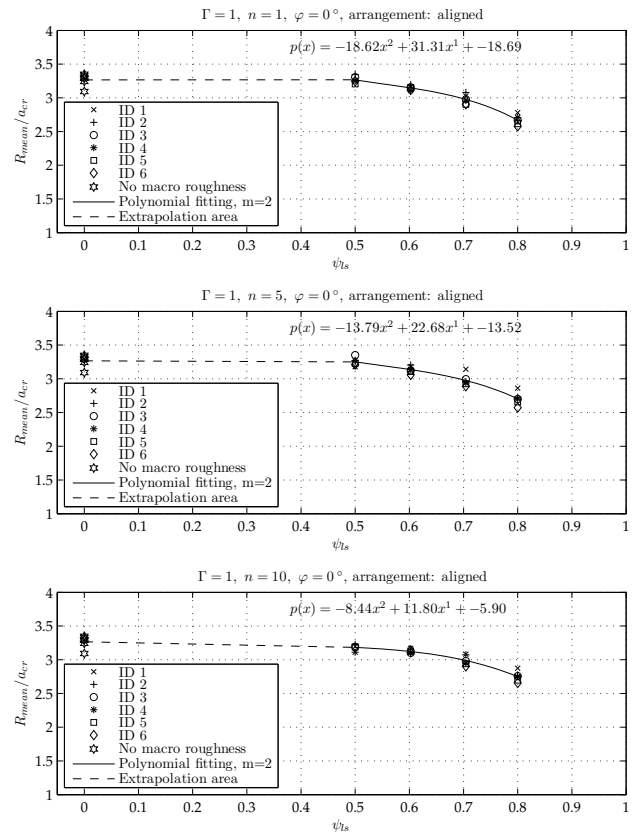 Γ = 1, n = 1, φ = 0°, arrangement: aligned
p(x) = −18.62x² + 31.31x¹ + −18.69
R_mean/a_cr
4
3.5
3
2.5
2
1.5
1
ID 1
ID 2
ID 3
ID 4
ID 5
ID 6
No macro roughness
Polynomial fitting, m=2
Extrapolation area
0 0.1 0.2 0.3 0.4 0.5 0.6 0.7 0.8 0.9 1
ψ_ls
Γ = 1, n = 5, φ = 0°, arrangement: aligned
p(x) = −13.79x² + 22.68x¹ + −13.52
R_mean/a_cr
4
3.5
3
2.5
2
1.5
1
ID 1
ID 2
ID 3
ID 4
ID 5
ID 6
No macro roughness
Polynomial fitting, m=2
Extrapolation area
0 0.1 0.2 0.3 0.4 0.5 0.6 0.7 0.8 0.9 1
ψ_ls
Γ = 1, n = 10, φ = 0°, arrangement: aligned
p(x) = −8.44x² + 11.80x¹ + −5.90
R_mean/a_cr
4
3.5
3
2.5
2
1.5
1
ID 1
ID 2
ID 3
ID 4
ID 5
ID 6
No macro roughness
Polynomial fitting, m=2
Extrapolation area
0 0.1 0.2 0.3 0.4 0.5 0.6 0.7 0.8 0.9 1
ψ_ls